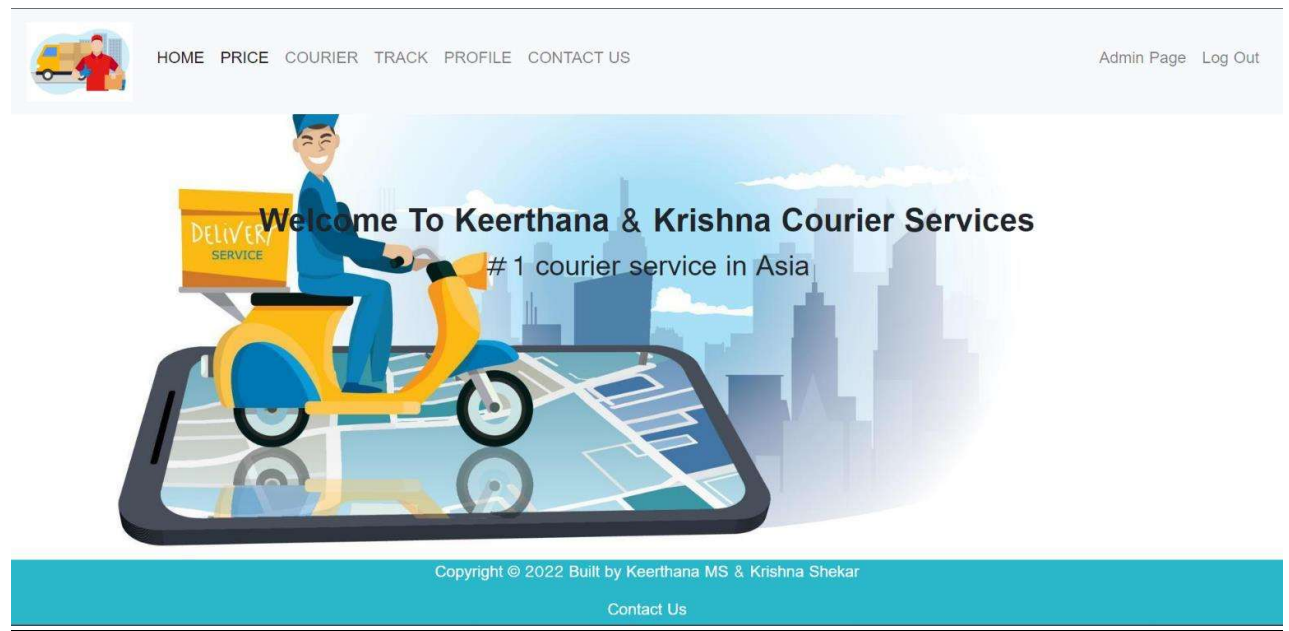 HOME PRICE COURIER TRACK PROFILE CONTACT US Admin Page Log Out
Welcome To Keerthana & Krishna Courier Services
DELIVERY
SERVICE
#1 courier service in Asia
Copyright © 2022 Built by Keerthana MS & Krishna Shekar
Contact Us